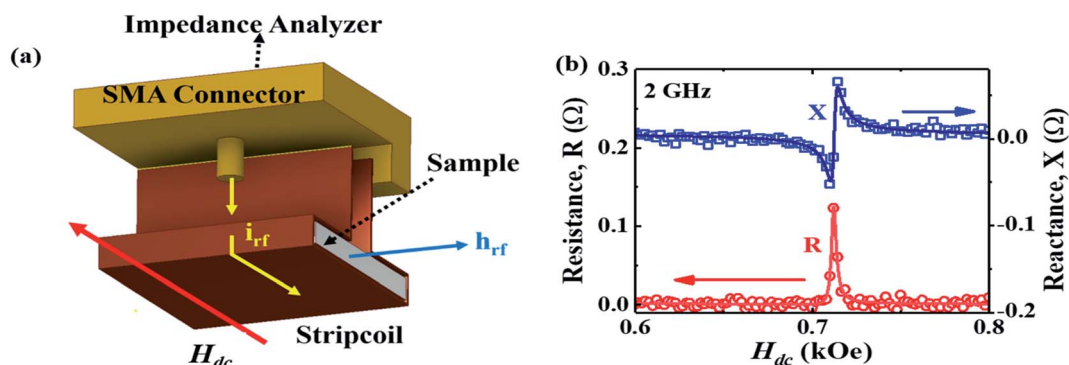 (a)
Impedance Analyzer
SMA Connector
Sample
i_rf
h_rf
Stripcoil
H_dc
(b)
2 GHz
X
R
Resistance, R (Ω)
0.3
0.2
0.1
0.0
Reactance, X (Ω)
0.0
-0.1
-0.2
0.6
0.7
0.8
H_dc (kOe)